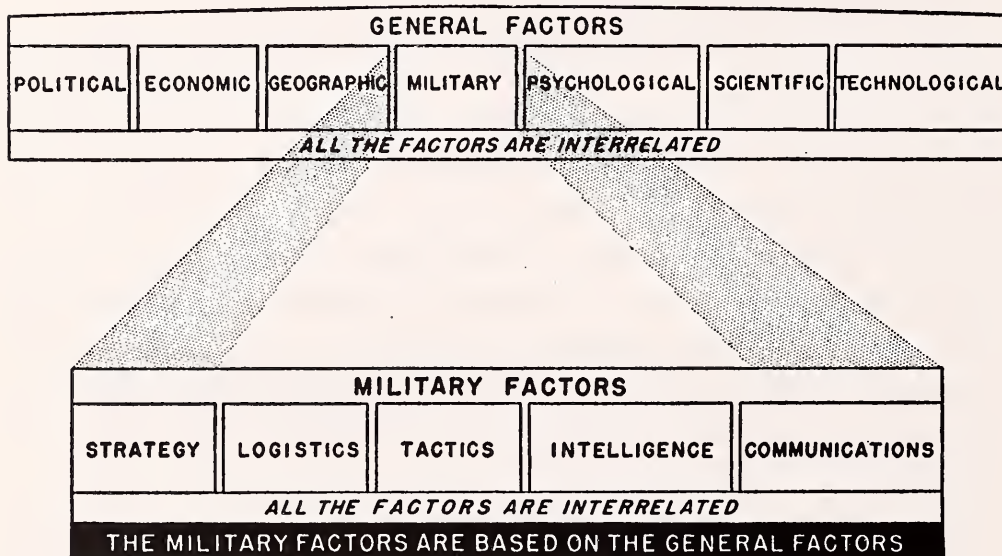 GENERAL FACTORS
POLITICAL ECONOMIC GEOGRAPHIC MILITARY PSYCHOLOGICAL SCIENTIFIC TECHNOLOGICAL
ALL THE FACTORS ARE INTERRELATED
MILITARY FACTORS
STRATEGY LOGISTICS TACTICS INTELLIGENCE COMMUNICATIONS
ALL THE FACTORS ARE INTERRELATED
THE MILITARY FACTORS ARE BASED ON THE GENERAL FACTORS